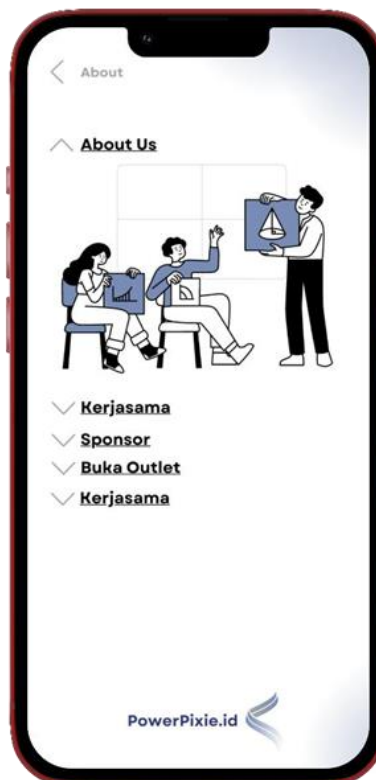 About
About Us
Kerjasama
Sponsor
Buka Outlet
Kerjasama
PowerPixie.id